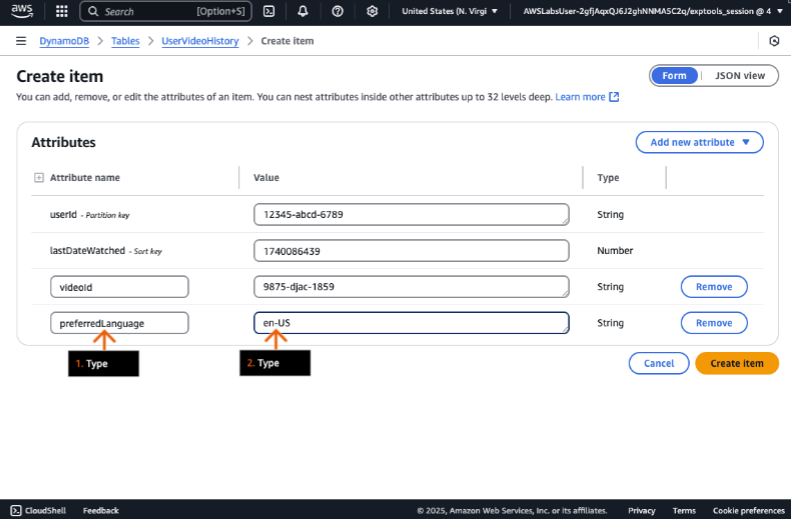 aws Search [Option+S] United States (N. Virgi AWSLabsUser-2gfjAqxQJ6J2ghNNMA5C2q/exptools_session @ 4
DynamoDB > Tables > UserVideoHistory > Create item
Create item
Form JSON view
You can add, remove, or edit the attributes of an item. You can nest attributes inside other attributes up to 32 levels deep. Learn more
Attributes
Add new attribute
Attribute name Value Type
userId - Partition key 12345-abcd-6789 String
lastDateWatched - Sort key 1740086439 Number
videoId 9875-djac-1859 String Remove
preferredLanguage en-US String Remove
1. Type 2. Type
Cancel Create item
CloudShell Feedback © 2025, Amazon Web Services, Inc. or its affiliates. Privacy Terms Cookie preferences